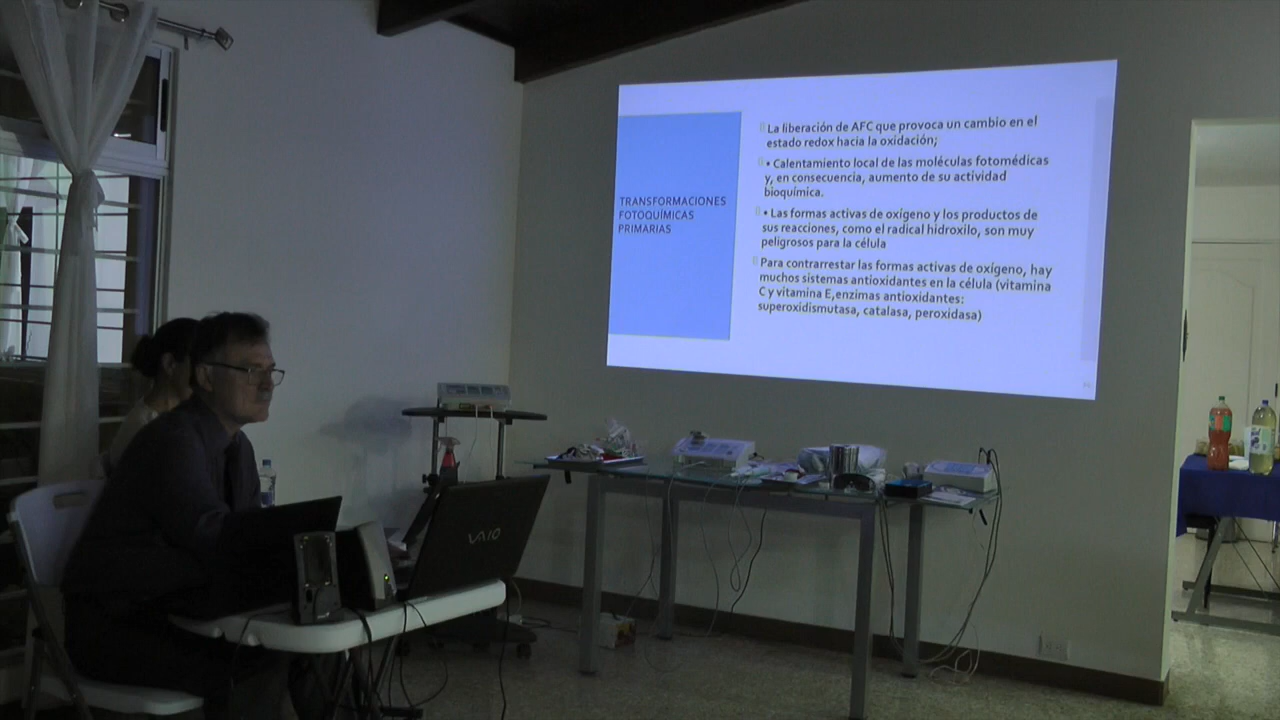 TRANSFORMACIONES
FOTOQUÍMICAS
PRIMARIAS
La liberación de AFC que provoca un cambio en el
estado redox hacia la oxidación;
• Calentamiento local de las moléculas fotomédicas
y, en consecuencia, aumento de su actividad
bioquímica.
• Las formas activas de oxígeno y los productos de
sus reacciones, como el radical hidroxilo, son muy
peligrosos para la célula
Para contrarrestar las formas activas de oxígeno, hay
muchos sistemas antioxidantes en la célula (vitamina
C y vitamina E,enzimas antioxidantes:
superoxidismutasa, catalasa, peroxidasa)
VAIO